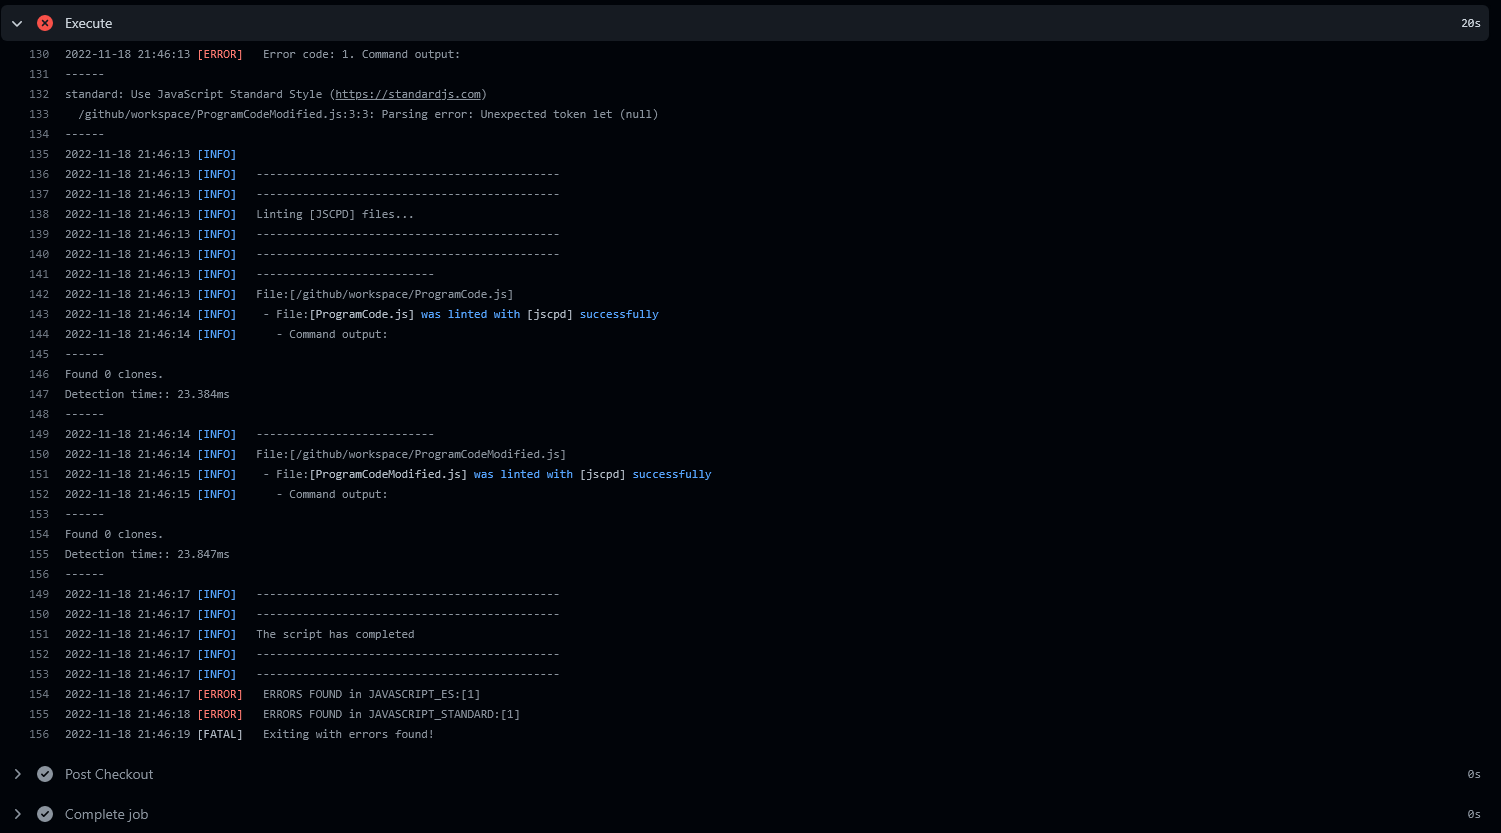 Execute 20s
130 2022-11-18 21:46:13 [ERROR] Error code: 1. Command output:
131 ------
132 standard: Use JavaScript Standard Style (https://standardjs.com)
133 /github/workspace/ProgramCodeModified.js:3:3: Parsing error: Unexpected token let (null)
134 ------
135 2022-11-18 21:46:13 [INFO]
136 2022-11-18 21:46:13 [INFO] ----------------------------------------------
137 2022-11-18 21:46:13 [INFO] ----------------------------------------------
138 2022-11-18 21:46:13 [INFO] Linting [JSCPD] files...
139 2022-11-18 21:46:13 [INFO] ----------------------------------------------
140 2022-11-18 21:46:13 [INFO] ----------------------------------------------
141 2022-11-18 21:46:13 [INFO] ---------------------------
142 2022-11-18 21:46:13 [INFO] File:[/github/workspace/ProgramCode.js]
143 2022-11-18 21:46:14 [INFO] - File:[ProgramCode.js] was linted with [jscpd] successfully
144 2022-11-18 21:46:14 [INFO] - Command output:
145 ------
146 Found 0 clones.
147 Detection time:: 23.384ms
148 ------
149 2022-11-18 21:46:14 [INFO] ---------------------------
150 2022-11-18 21:46:14 [INFO] File:[/github/workspace/ProgramCodeModified.js]
151 2022-11-18 21:46:15 [INFO] - File:[ProgramCodeModified.js] was linted with [jscpd] successfully
152 2022-11-18 21:46:15 [INFO] - Command output:
153 ------
154 Found 0 clones.
155 Detection time:: 23.847ms
156 ------
149 2022-11-18 21:46:17 [INFO] ----------------------------------------------
150 2022-11-18 21:46:17 [INFO] ----------------------------------------------
151 2022-11-18 21:46:17 [INFO] The script has completed
152 2022-11-18 21:46:17 [INFO] ----------------------------------------------
153 2022-11-18 21:46:17 [INFO] ----------------------------------------------
154 2022-11-18 21:46:17 [ERROR] ERRORS FOUND in JAVASCRIPT_ES:[1]
155 2022-11-18 21:46:18 [ERROR] ERRORS FOUND in JAVASCRIPT_STANDARD:[1]
156 2022-11-18 21:46:19 [FATAL] Exiting with errors found!
Post Checkout 0s
Complete job 0s